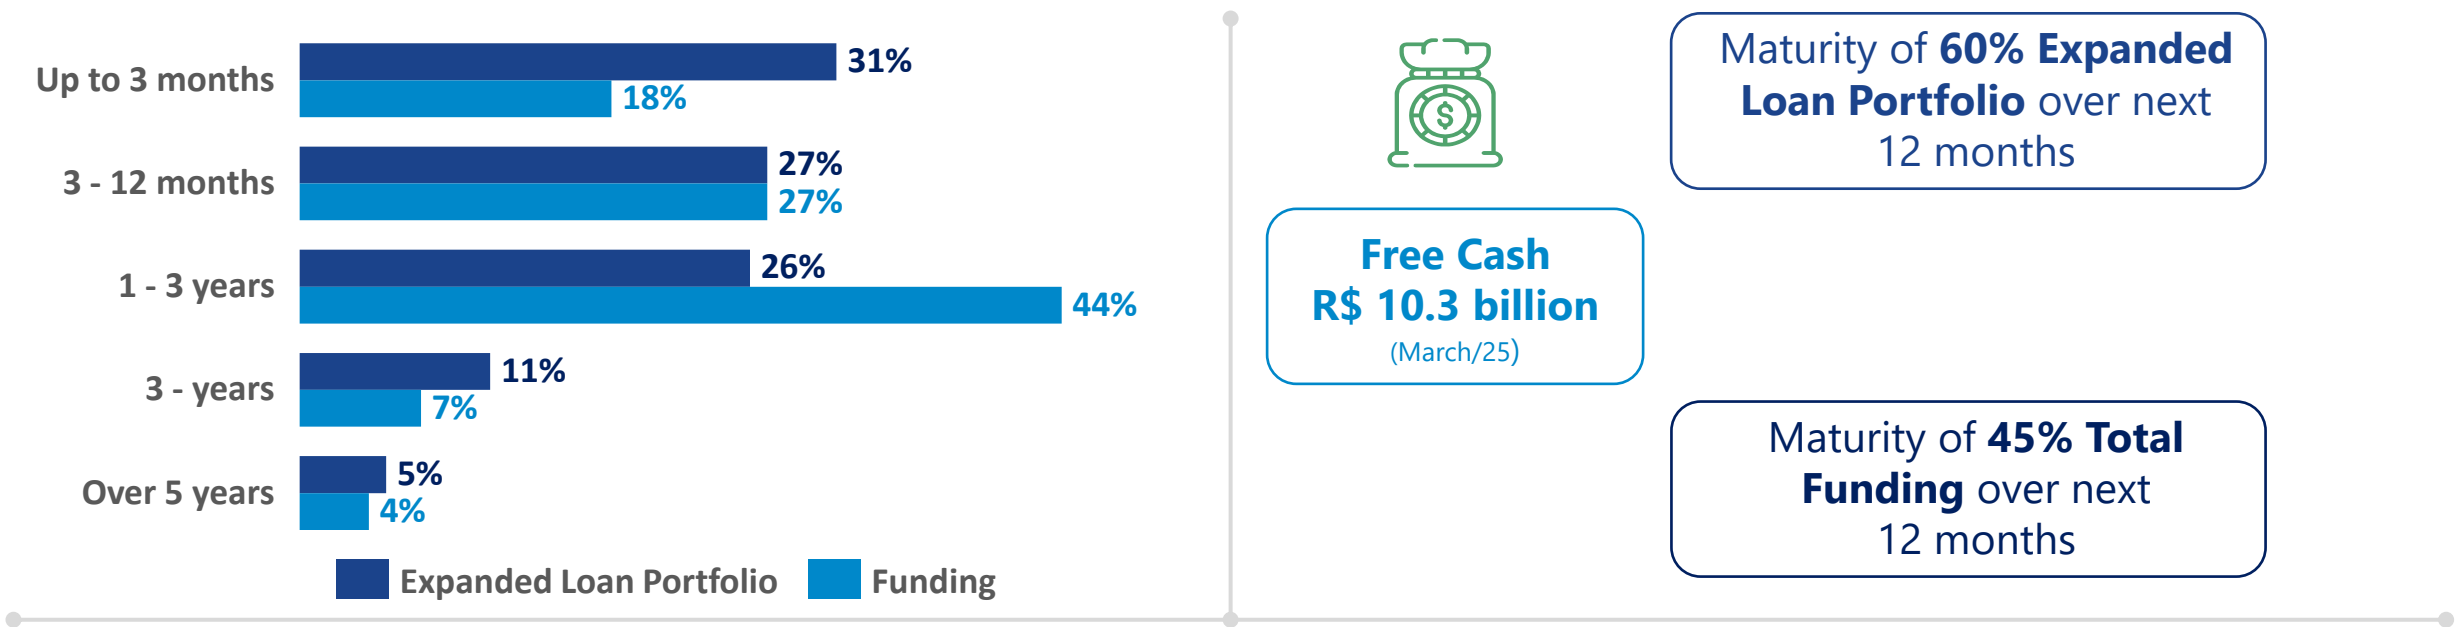 Up to 3 months
31%
18%
3 - 12 months
27%
27%
1 - 3 years
26%
44%
3 - years
11%
7%
Over 5 years
5%
4%
Expanded Loan Portfolio
Funding
$
Free Cash
R$ 10.3 billion
(March/25)
Maturity of 60% Expanded
Loan Portfolio over next
12 months
Maturity of 45% Total
Funding over next
12 months